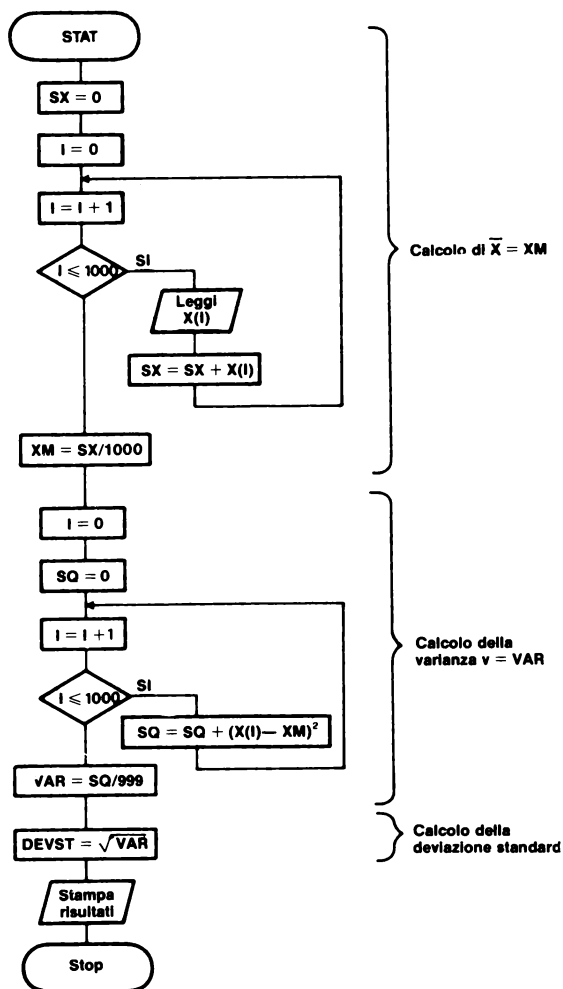 STAT
SX = 0
I = 0
I = I + 1
I ≤ 1000
SI
Leggi
X(I)
SX = SX + X(I)
XM = SX/1000
Calcolo di X̅ = XM
I = 0
SQ = 0
I = I + 1
I ≤ 1000
SI
SQ = SQ + (X(I) — XM)²
VAR = SQ/999
Calcolo della
varianza v = VAR
DEVST = √VAR
Calcolo della
deviazione standard
Stampa
risultati
Stop